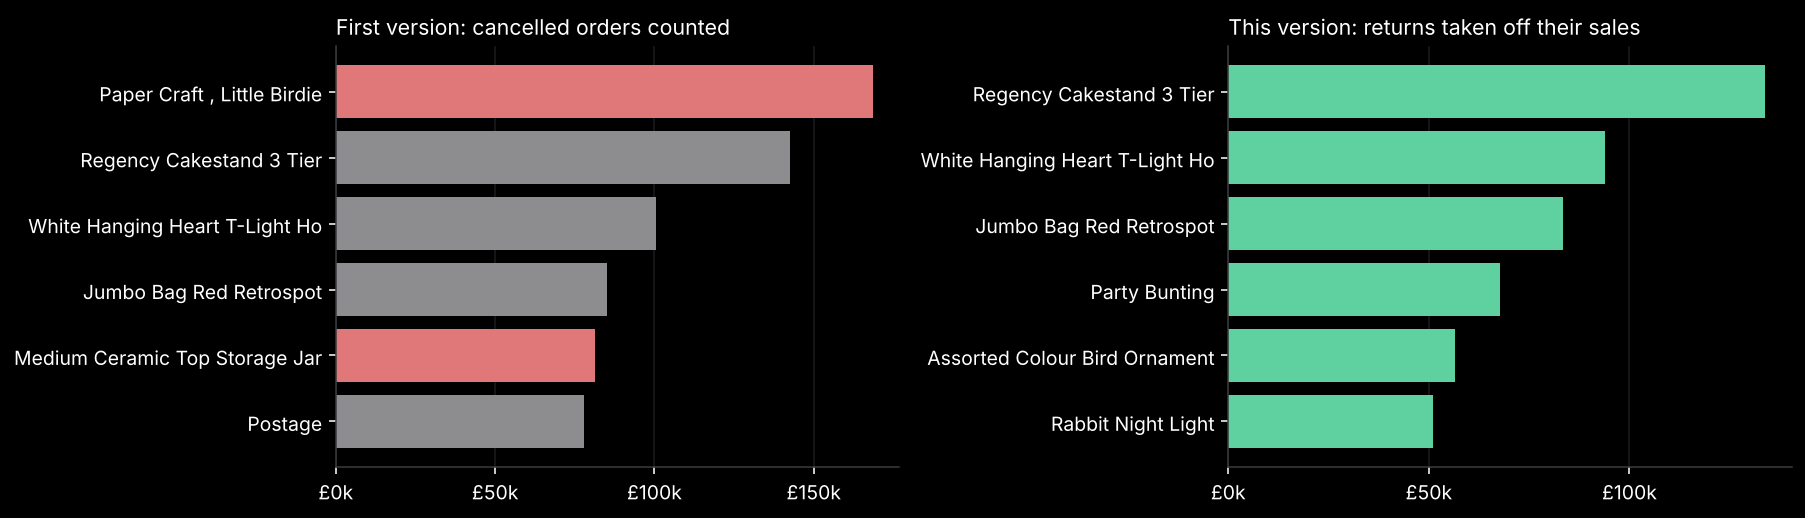 First version: cancelled orders counted
Paper Craft , Little Birdie
Regency Cakestand 3 Tier
White Hanging Heart T-Light Ho
Jumbo Bag Red Retrospot
Medium Ceramic Top Storage Jar
Postage
£0k
£50k
£100k
£150k
This version: returns taken off their sales
Regency Cakestand 3 Tier
White Hanging Heart T-Light Ho
Jumbo Bag Red Retrospot
Party Bunting
Assorted Colour Bird Ornament
Rabbit Night Light
£0k
£50k
£100k